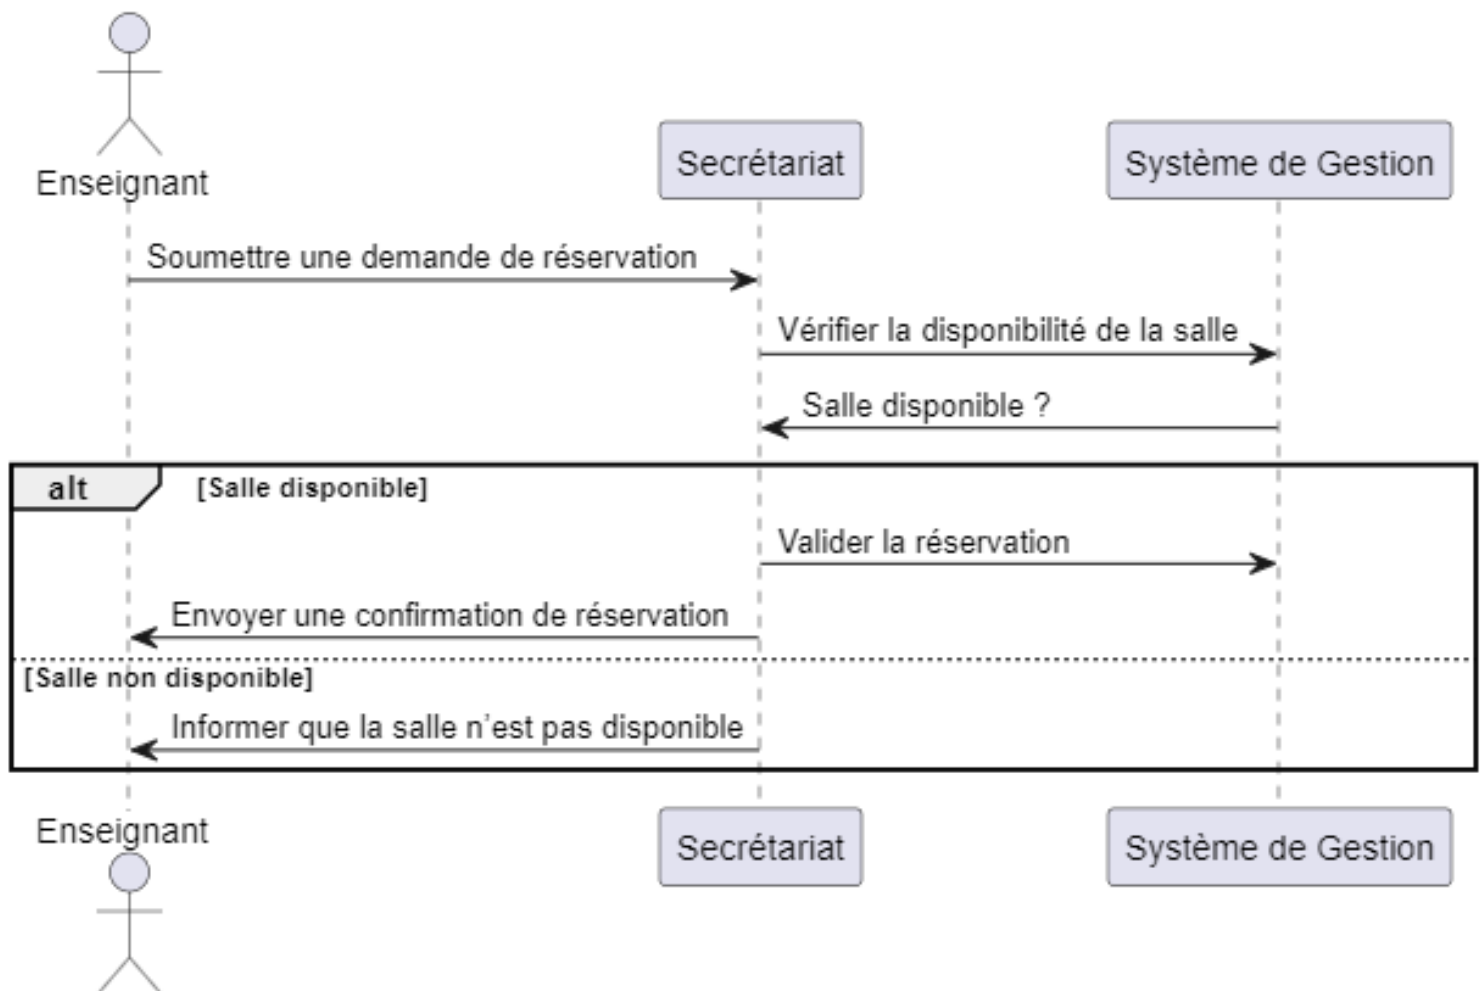 Enseignant
Secrétariat
Système de Gestion
Soumettre une demande de réservation
Vérifier la disponibilité de la salle
Salle disponible ?
alt
[Salle disponible]
Valider la réservation
Envoyer une confirmation de réservation
[Salle non disponible]
Informer que la salle n’est pas disponible
Enseignant
Secrétariat
Système de Gestion